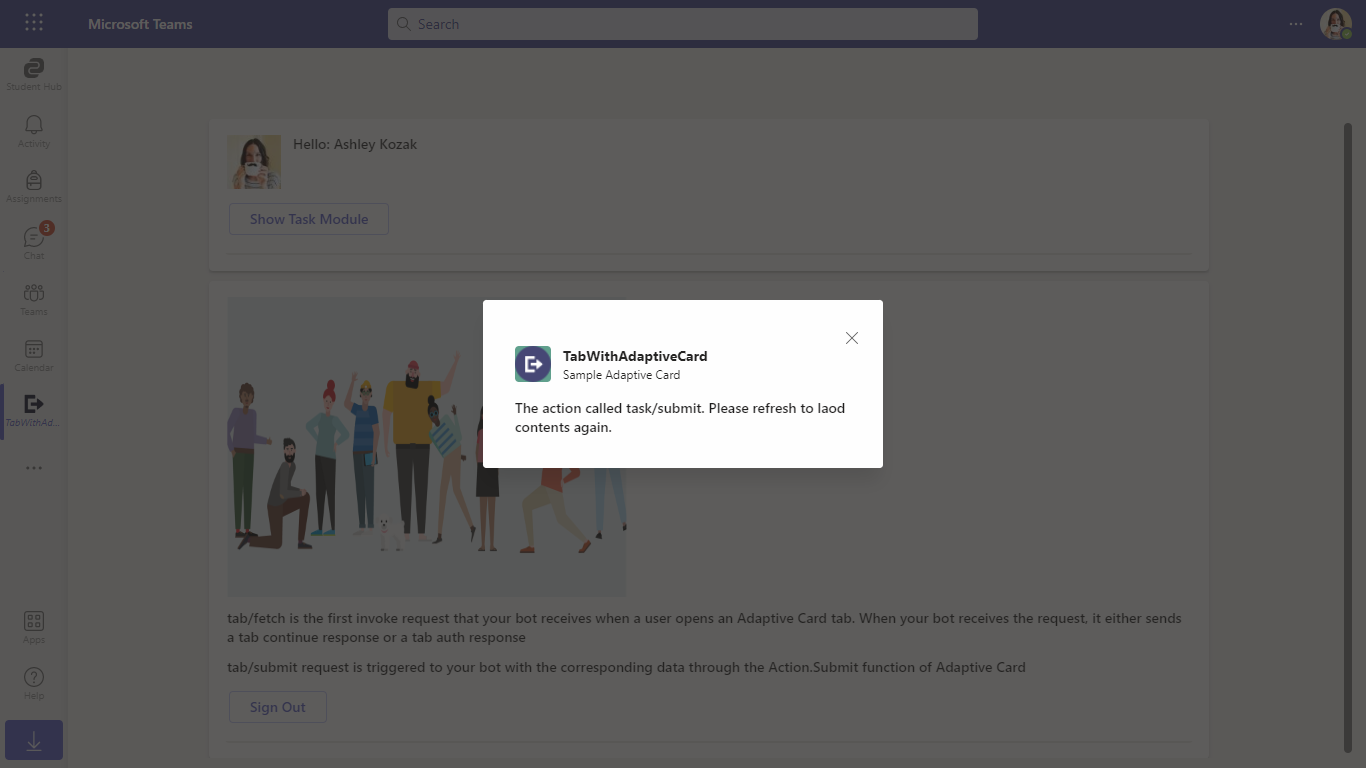 Microsoft Teams
Search
Student Hub
Activity
Assignments
3
Chat
Teams
Calendar
TabWithAd...
Apps
Help
Hello: Ashley Kozak
Show Task Module
TabWithAdaptiveCard
Sample Adaptive Card
The action called task/submit. Please refresh to laod
contents again.
tab/fetch is the first invoke request that your bot receives when a user opens an Adaptive Card tab. When your bot receives the request, it either sends
a tab continue response or a tab auth response
tab/submit request is triggered to your bot with the corresponding data through the Action.Submit function of Adaptive Card
Sign Out